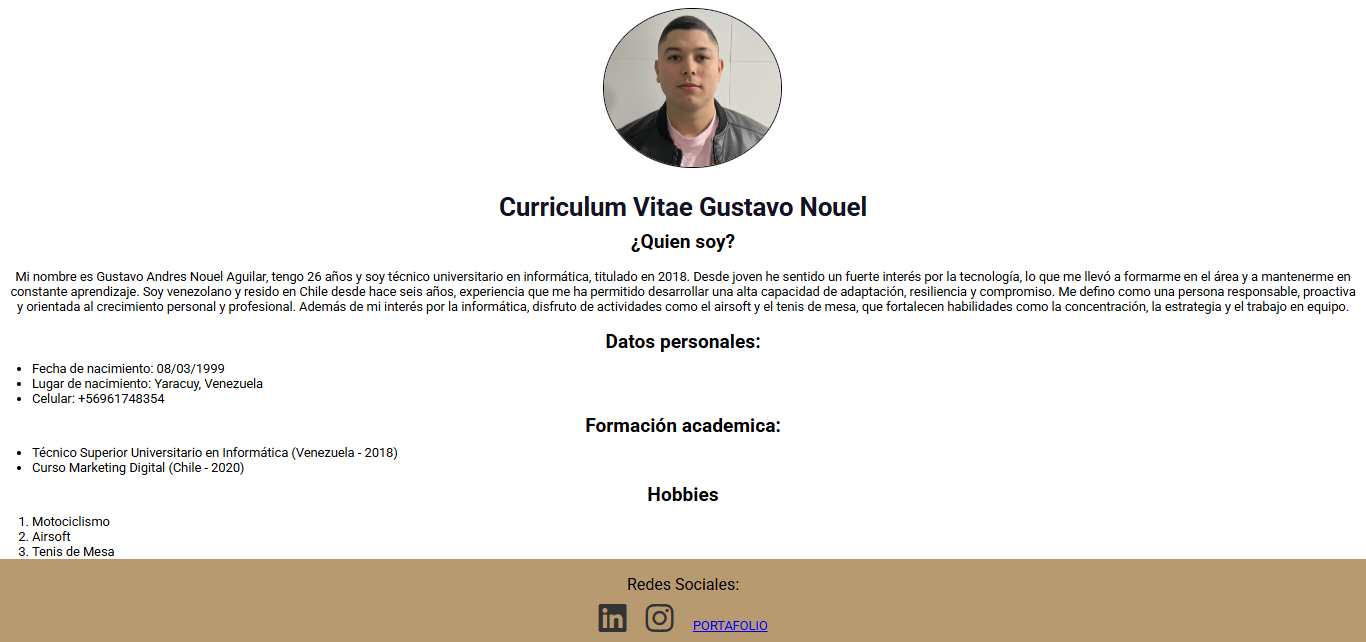 Curriculum Vitae Gustavo Nouel
¿Quien soy?
Mi nombre es Gustavo Andres Nouel Aguilar, tengo 26 años y soy técnico universitario en informática, titulado en 2018. Desde joven he sentido un fuerte interés por la tecnología, lo que me llevó a formarme en el área y a mantenerme en
constante aprendizaje. Soy venezolano y resido en Chile desde hace seis años, experiencia que me ha permitido desarrollar una alta capacidad de adaptación, resiliencia y compromiso. Me defino como una persona responsable, proactiva
y orientada al crecimiento personal y profesional. Además de mi interés por la informática, disfruto de actividades como el airsoft y el tenis de mesa, que fortalecen habilidades como la concentración, la estrategia y el trabajo en equipo.
Datos personales:
• Fecha de nacimiento: 08/03/1999
• Lugar de nacimiento: Yaracuy, Venezuela
• Celular: +56961748354
Formación academica:
• Técnico Superior Universitario en Informática (Venezuela - 2018)
• Curso Marketing Digital (Chile - 2020)
Hobbies
1. Motociclismo
2. Airsoft
3. Tenis de Mesa
Redes Sociales:
in PORTAFOLIO